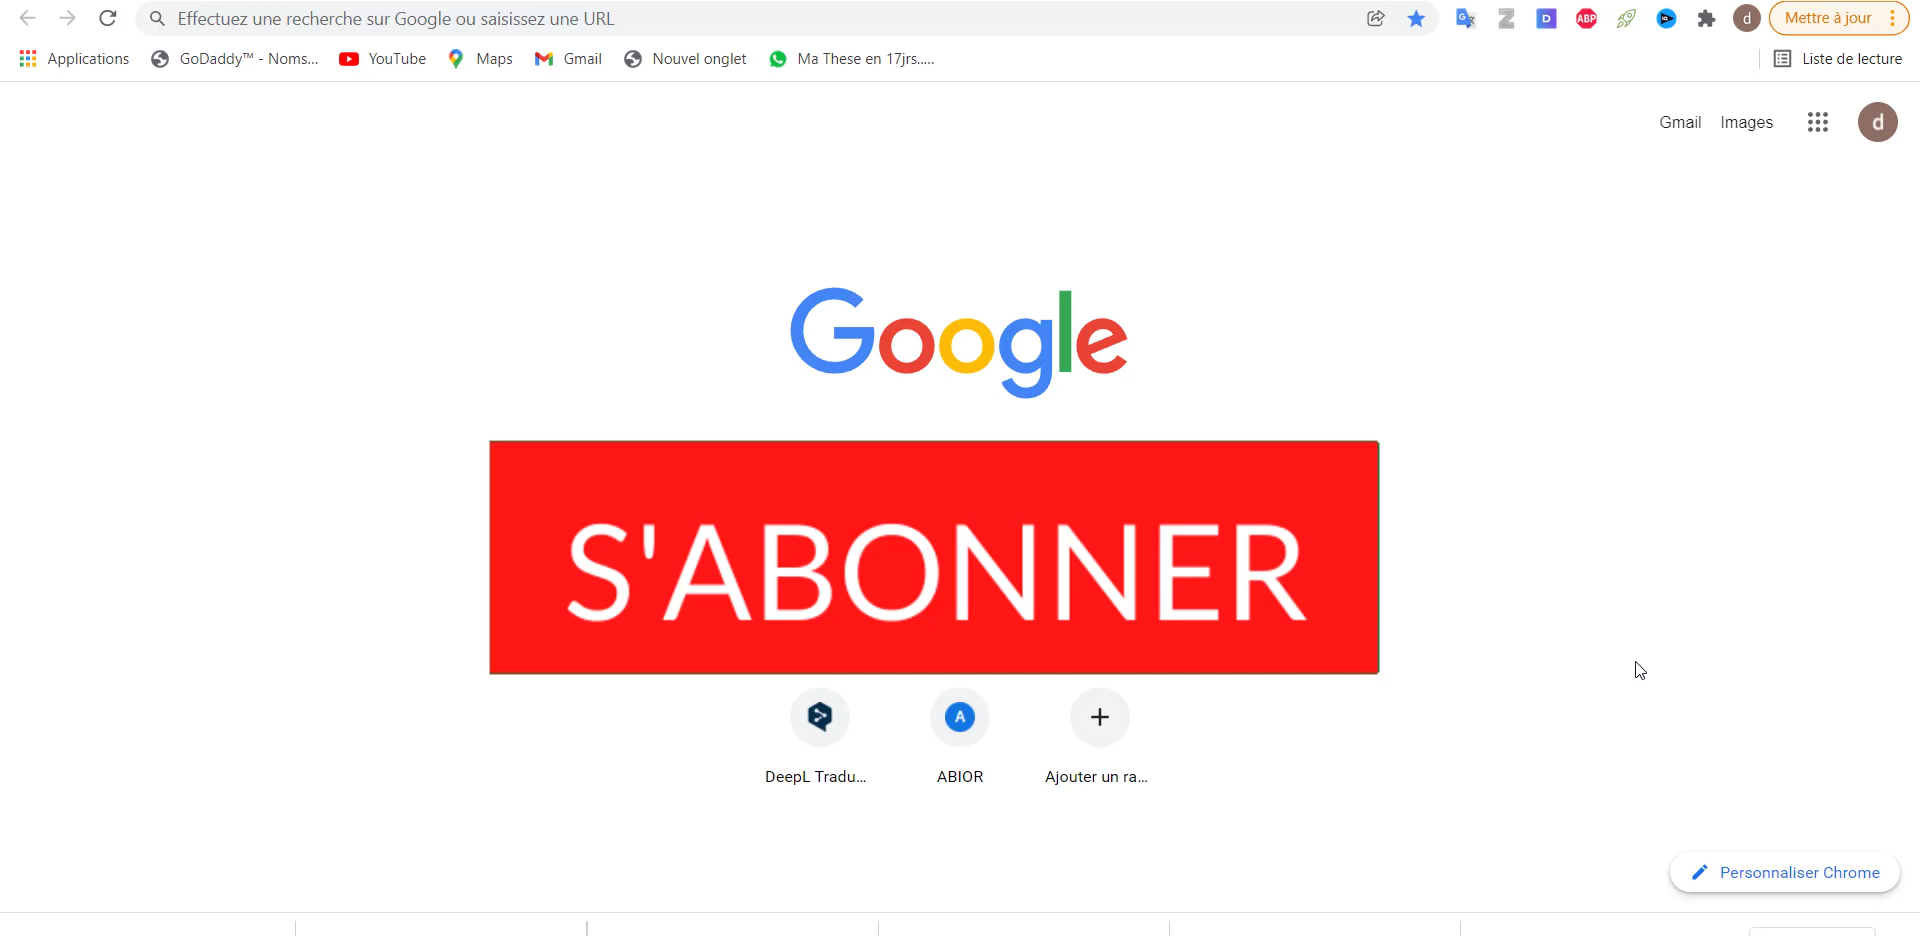 Effectuez une recherche sur Google ou saisissez une URL
ABP
d
Mettre à jour
Applications
GoDaddy™ - Noms...
YouTube
Maps
Gmail
Nouvel onglet
Ma These en 17jrs.....
Liste de lecture
Gmail
Images
d
Google
S'ABONNER
A
DeepL Tradu...
ABIOR
Ajouter un ra...
Personnaliser Chrome